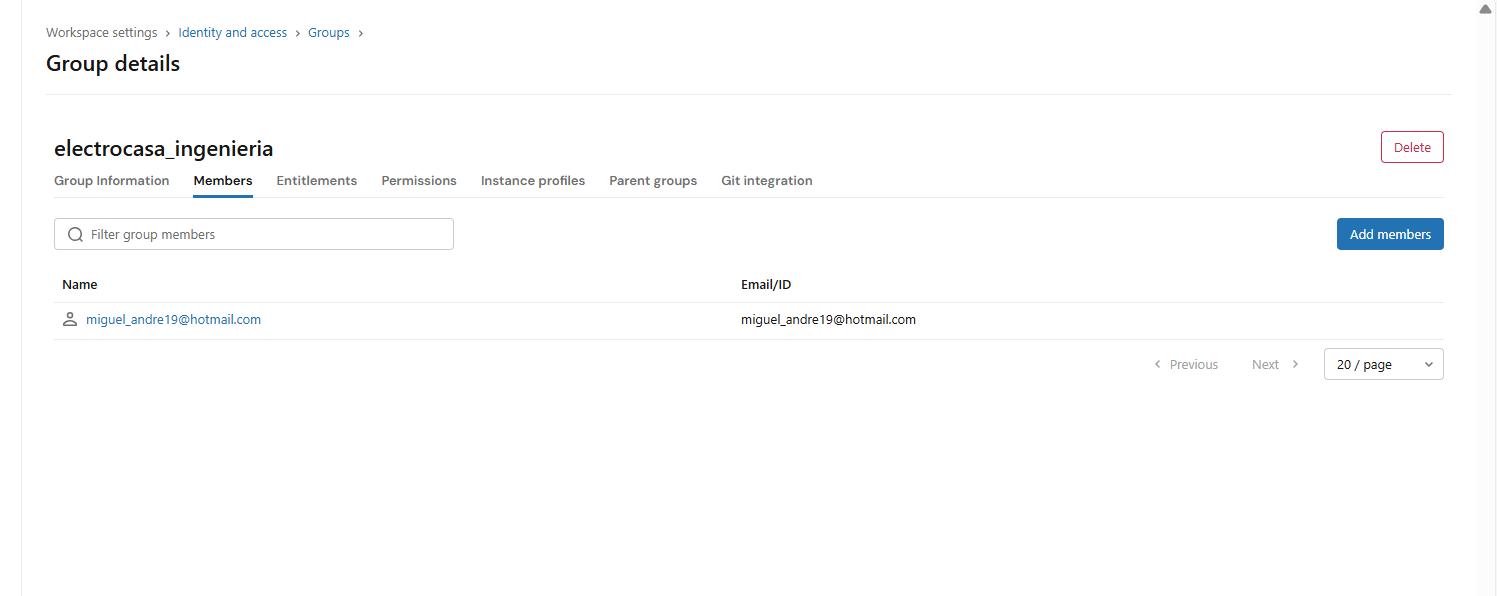 Workspace settings › Identity and access › Groups ›
Group details
electrocasa_ingenieria
Delete
Group Information Members Entitlements Permissions Instance profiles Parent groups Git integration
Filter group members
Add members
Name Email/ID
miguel_andre19@hotmail.com miguel_andre19@hotmail.com
Previous Next 20 / page